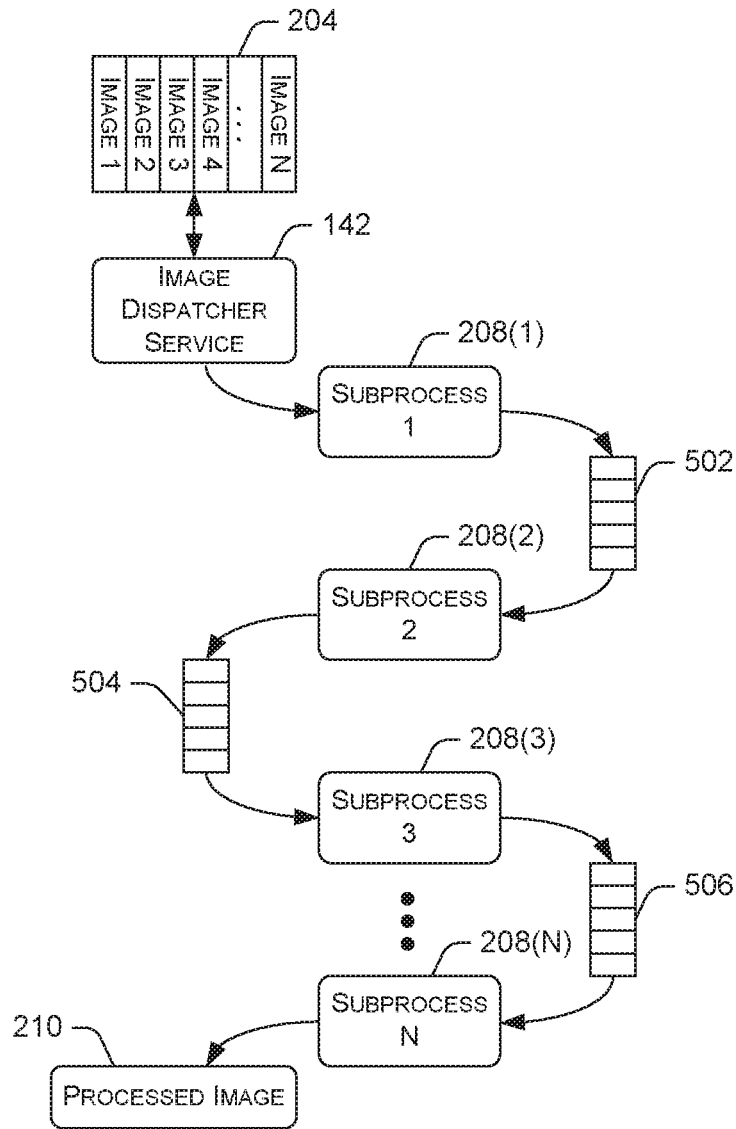 204
IMAGE 1
IMAGE 2
IMAGE 3
IMAGE 4
...
IMAGE N
142
IMAGE
DISPATCHER
SERVICE
208(1)
SUBPROCESS
1
502
208(2)
SUBPROCESS
2
504
208(3)
SUBPROCESS
3
506
208(N)
SUBPROCESS
N
210
PROCESSED IMAGE